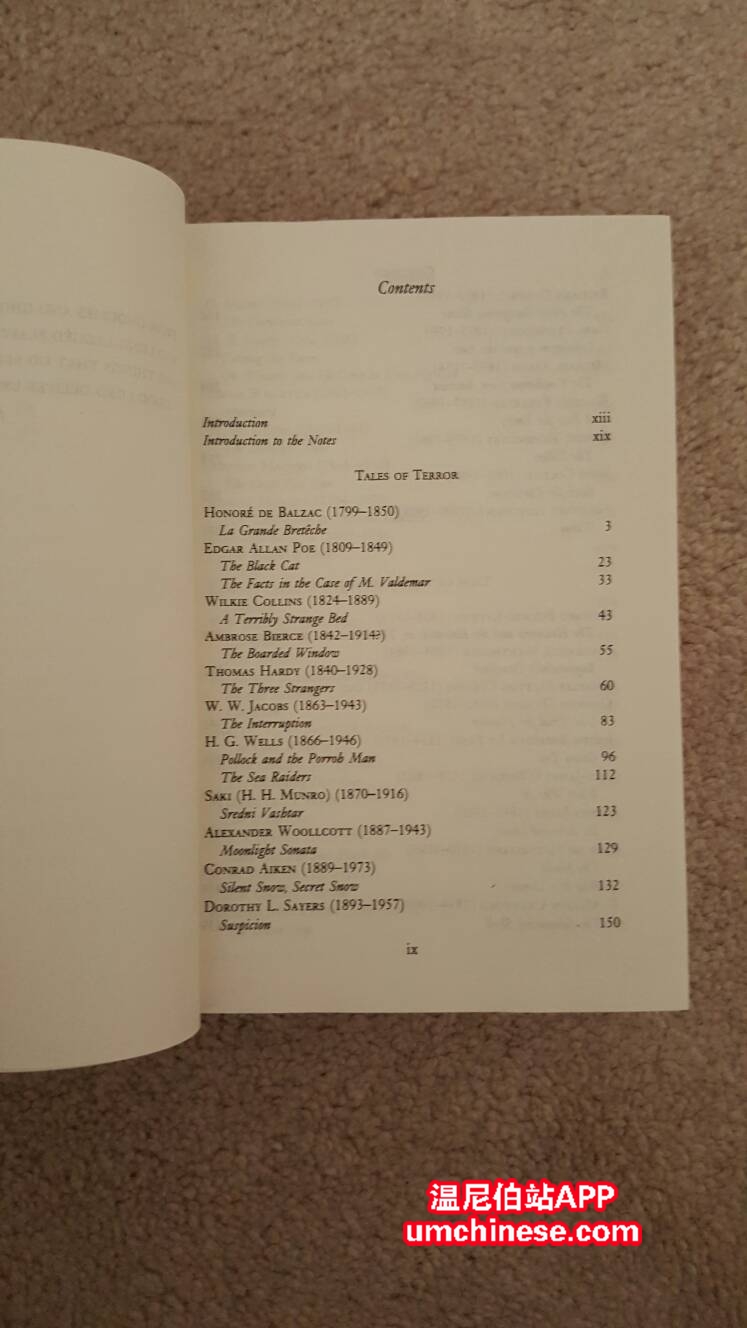 Contents
Introduction xiii
Introduction to the Notes xix
TALES OF TERROR
HONORÉ DE BALZAC (1799–1850)
La Grande Bretêche 3
EDGAR ALLAN POE (1809–1849)
The Black Cat 23
The Facts in the Case of M. Valdemar 33
WILKIE COLLINS (1824–1889)
A Terribly Strange Bed 43
AMBROSE BIERCE (1842–1914?)
The Boarded Window 55
THOMAS HARDY (1840–1928)
The Three Strangers 60
W. W. JACOBS (1863–1943)
The Interruption 83
H. G. WELLS (1866–1946)
Pollock and the Porroh Man 96
The Sea Raiders 112
SAKI (H. H. MUNRO) (1870–1916)
Sredni Vashtar 123
ALEXANDER WOOLLCOTT (1887–1943)
Moonlight Sonata 129
CONRAD AIKEN (1889–1973)
Silent Snow, Secret Snow 132
DOROTHY L. SAYERS (1893–1957)
Suspicion 150
ix
温尼伯站APP
umchinese.com